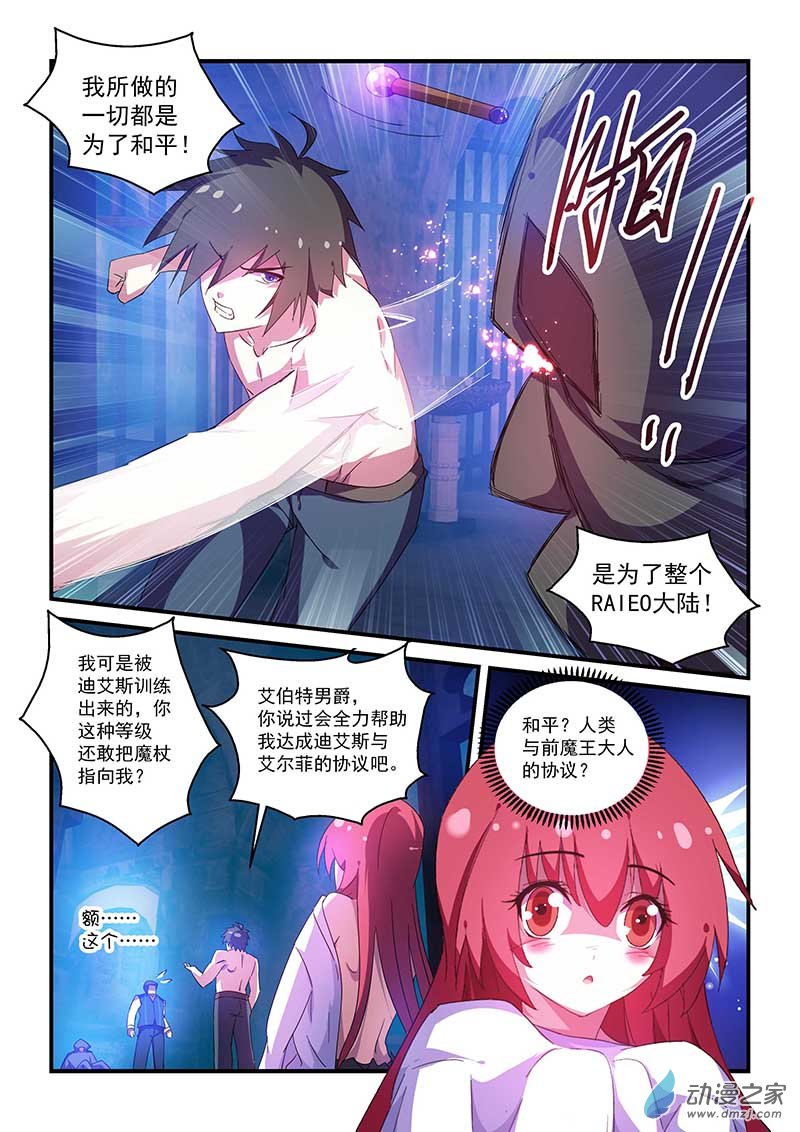 我所做的
一切都是
为了和平！
啪
是为了整个
RAIEO大陆！
我可是被
迪艾斯训练
出来的，你
这种等级
还敢把魔杖
指向我？
艾伯特男爵，
你说过会全力帮助
我达成迪艾斯与
艾尔菲的协议吧。
和平？人类
与前魔王大人
的协议？
额……
这个……
动漫之家
www.dmzj.com